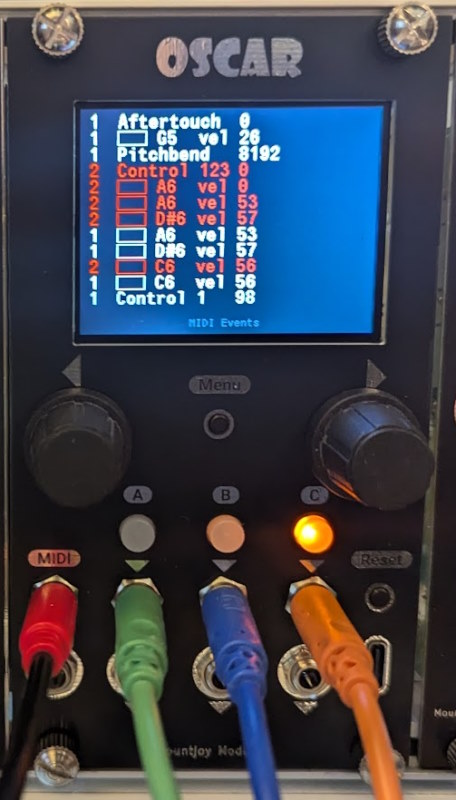 OSCAR
1 Aftertouch 0
1 G5 vel 26
1 Pitchbend 8192
2 Control 123 0
2 A6 vel 0
2 A6 vel 53
2 D#6 vel 57
1 A6 vel 53
1 D#6 vel 57
2 C6 vel 56
1 C6 vel 56
1 Control 1 98
MIDI Events
Menu
A B C
MIDI
Reset